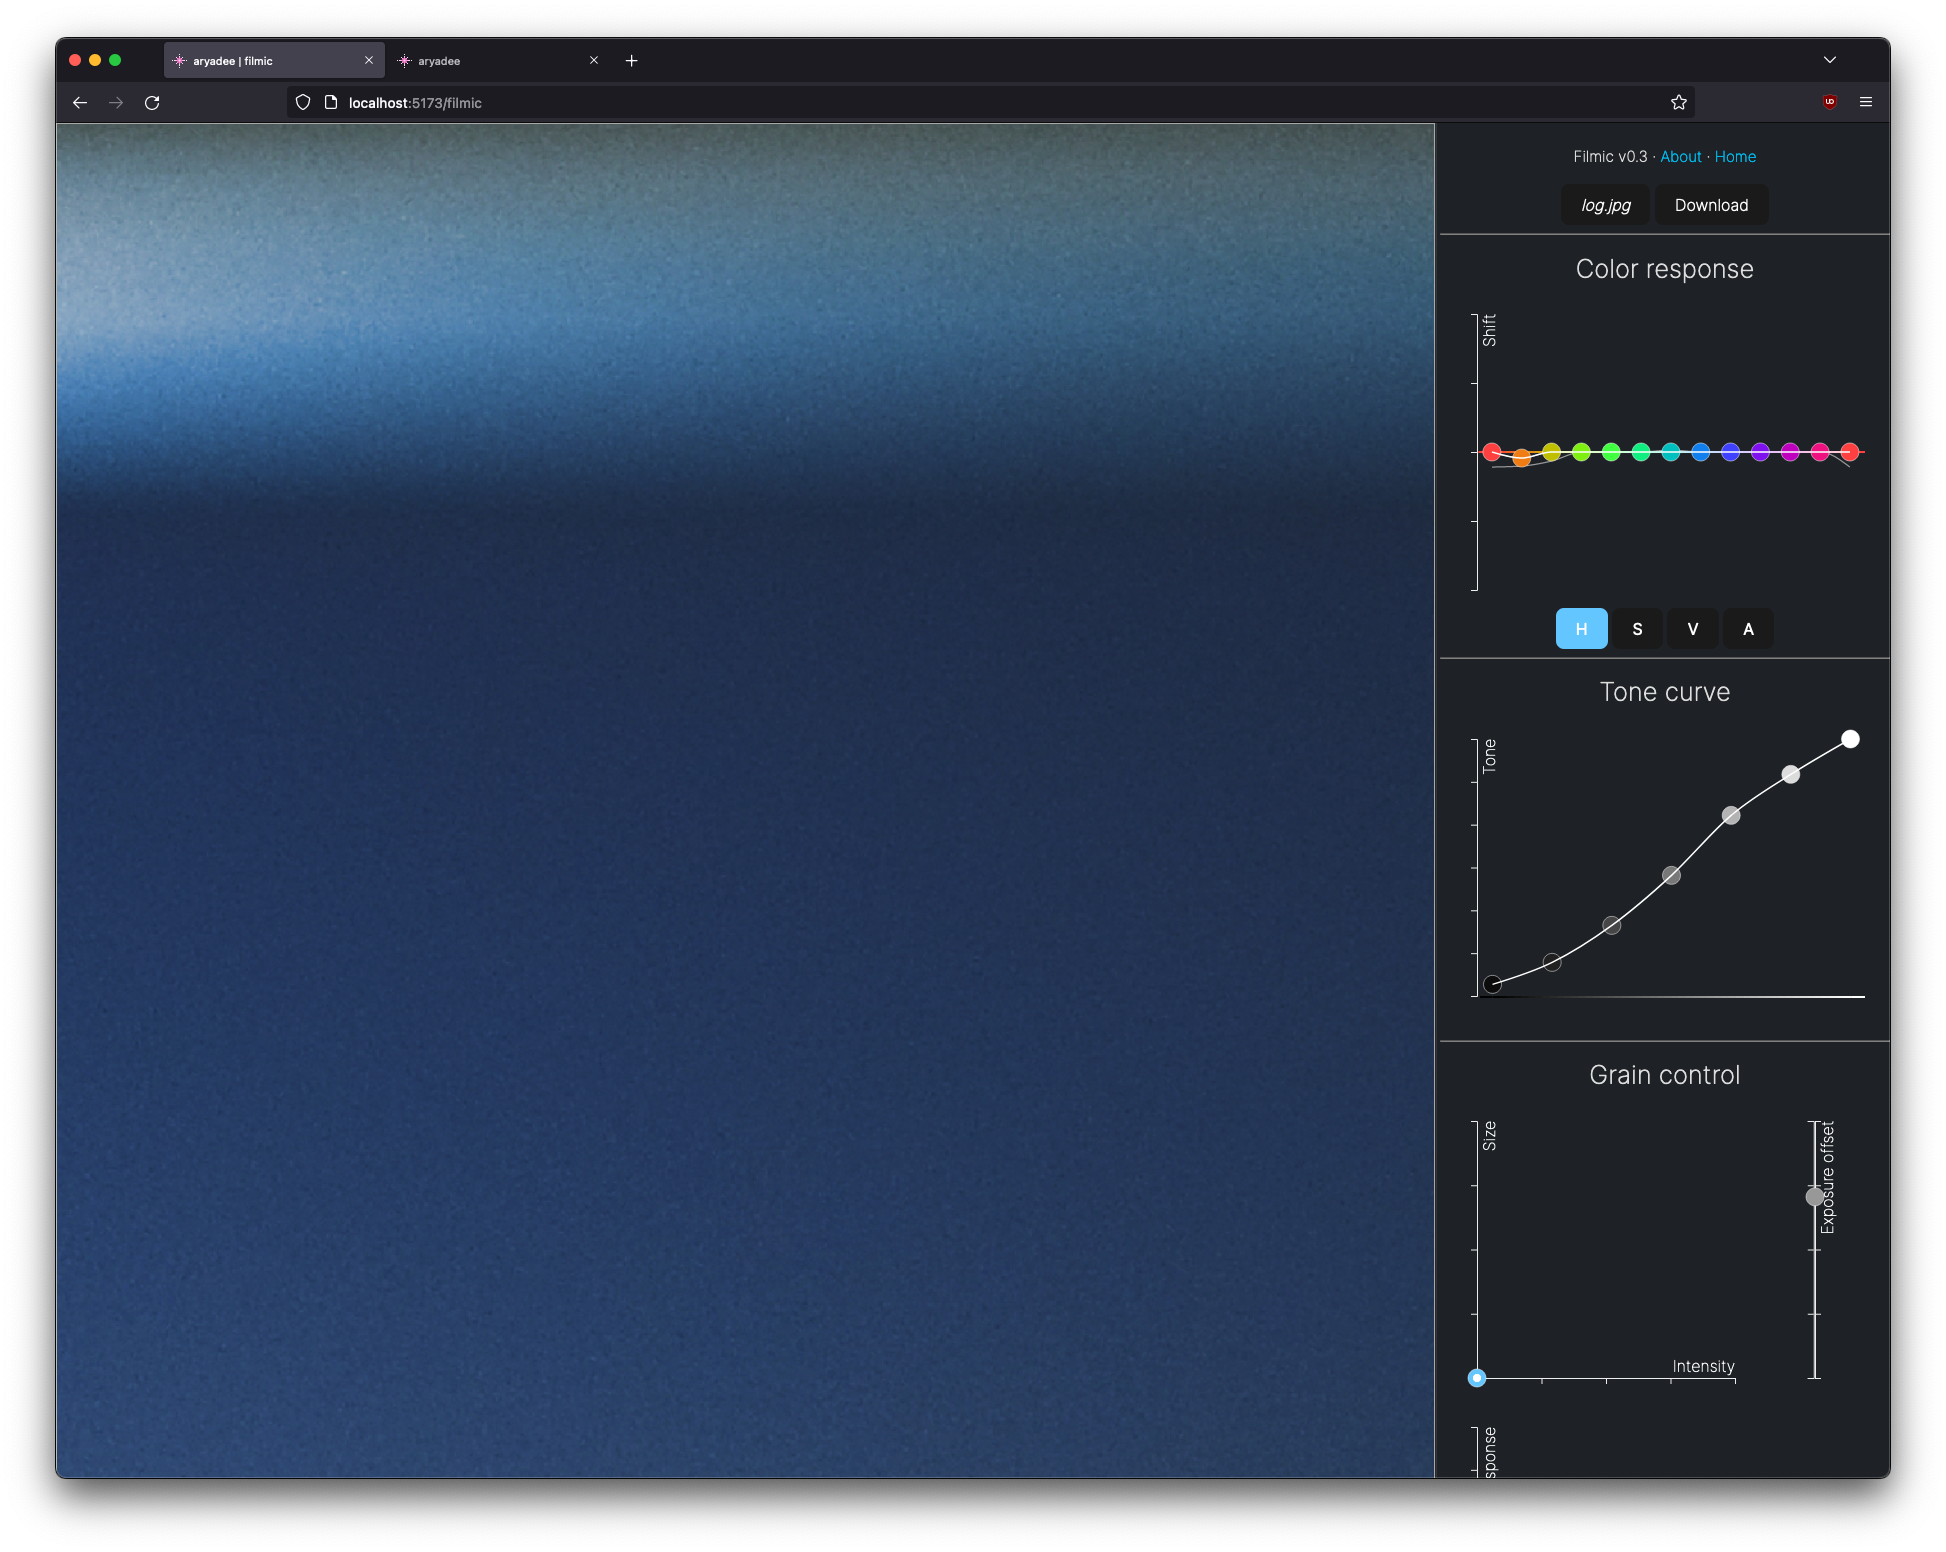 aryadee | filmic
aryadee
localhost:5173/filmic
Filmic v0.3 · About · Home
log.jpg Download
Color response
Shift
H S V A
Tone curve
Tone
Grain control
Size
Exposure offset
Intensity
sponse